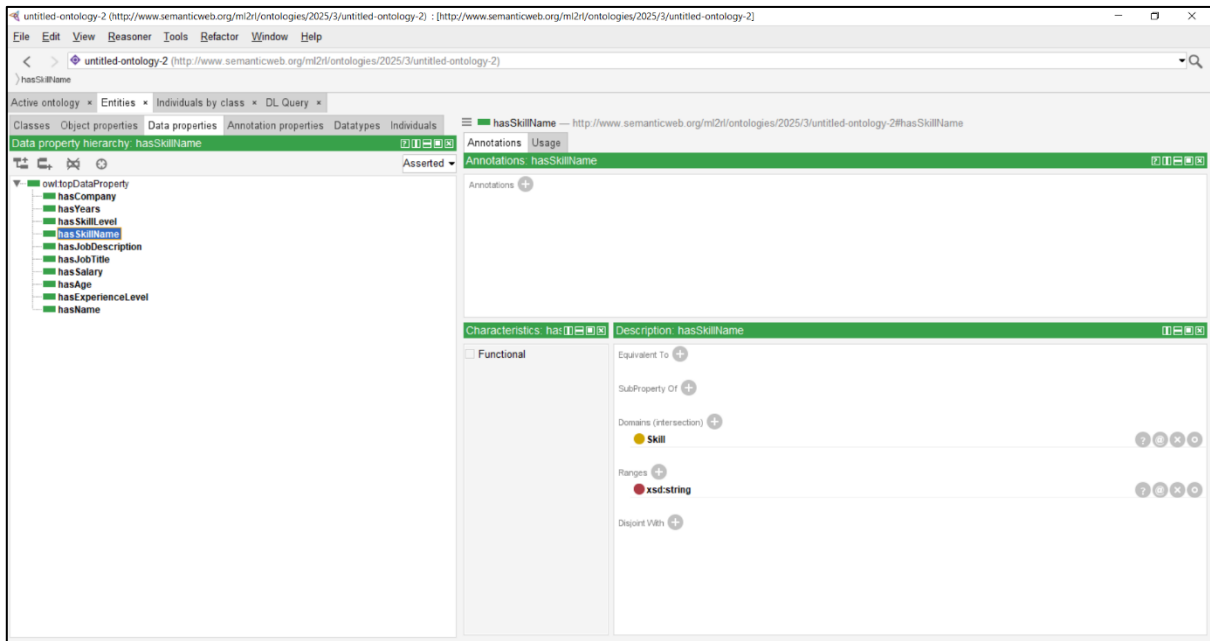 untitled-ontology-2 (http://www.semanticweb.org/ml2rl/ontologies/2025/3/untitled-ontology-2) : [http://www.semanticweb.org/ml2rl/ontologies/2025/3/untitled-ontology-2]
File Edit View Reasoner Tools Refactor Window Help
untitled-ontology-2 (http://www.semanticweb.org/ml2rl/ontologies/2025/3/untitled-ontology-2)
hasSkillName
Active ontology × Entities × Individuals by class × DL Query ×
Classes Object properties Data properties Annotation properties Datatypes Individuals
Data property hierarchy: hasSkillName
Asserted
owl:topDataProperty
hasCompany
hasYears
hasSkillLevel
hasSkillName
hasJobDescription
hasJobTitle
hasSalary
hasAge
hasExperienceLevel
hasName
hasSkillName — http://www.semanticweb.org/ml2rl/ontologies/2025/3/untitled-ontology-2#hasSkillName
Annotations Usage
Annotations: hasSkillName
Annotations
Characteristics: has
Functional
Description: hasSkillName
Equivalent To
SubProperty Of
Domains (intersection)
Skill
Ranges
xsd:string
Disjoint With